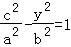 c²/a² - y²/b² = 1